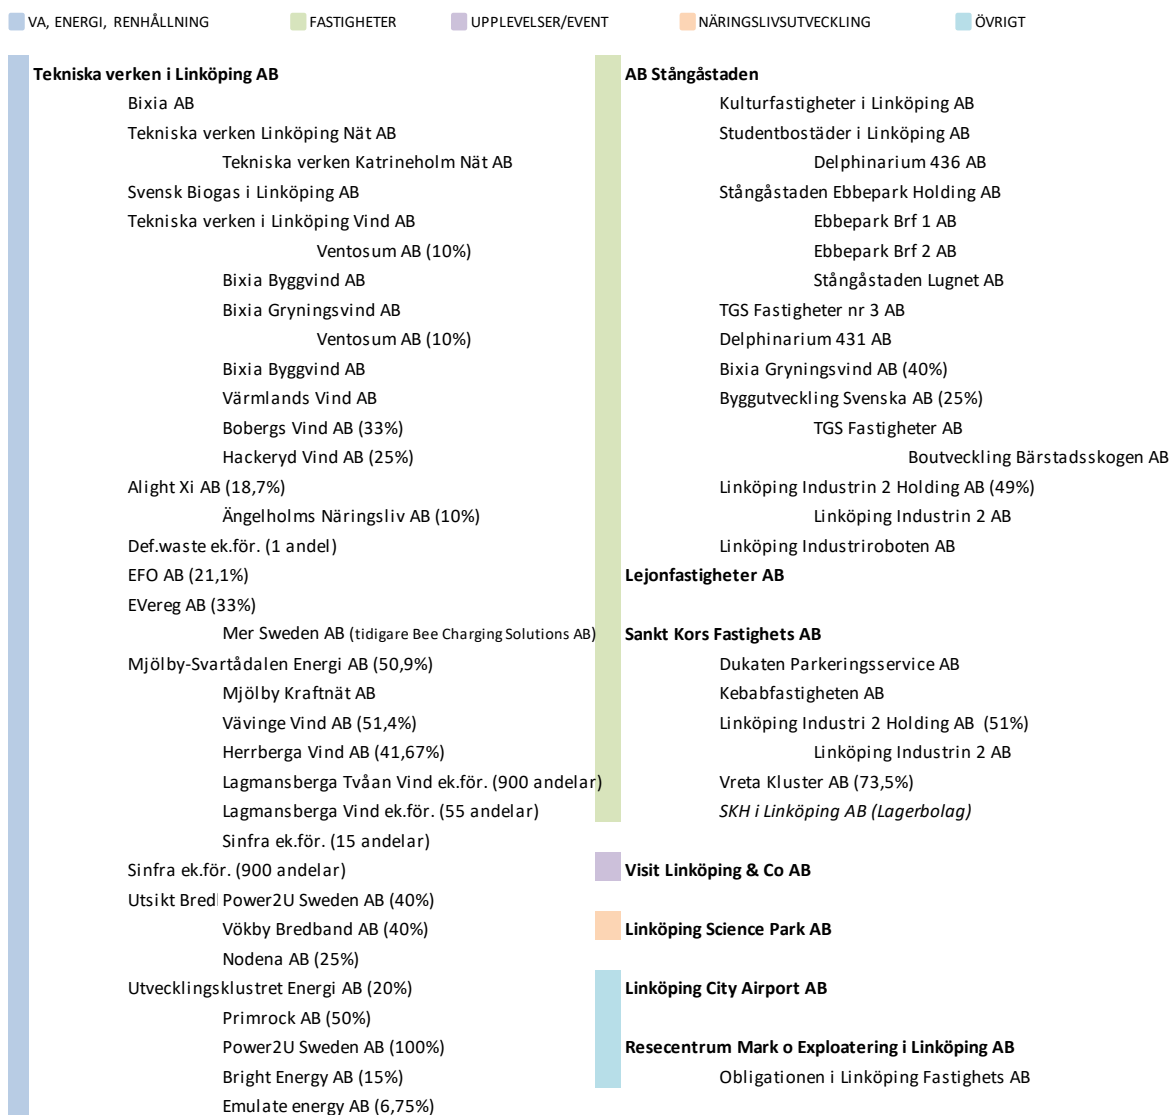 VA, ENERGI, RENHÅLLNING
FASTIGHETER
UPPLEVELSER/EVENT
NÄRINGSLIVSUTVECKLING
ÖVRIGT
Tekniska verken i Linköping AB
Bixia AB
Tekniska verken Linköping Nät AB
Tekniska verken Katrineholm Nät AB
Svensk Biogas i Linköping AB
Tekniska verken i Linköping Vind AB
Ventosum AB (10%)
Bixia Byggvind AB
Bixia Gryningsvind AB
Ventosum AB (10%)
Bixia Byggvind AB
Värmlands Vind AB
Bobergs Vind AB (33%)
Hackeryd Vind AB (25%)
Alight Xi AB (18,7%)
Ängelholms Näringsliv AB (10%)
Def.waste ek.för. (1 andel)
EFO AB (21,1%)
EVereg AB (33%)
Mer Sweden AB (tidigare Bee Charging Solutions AB)
Mjölby-Svartådalen Energi AB (50,9%)
Mjölby Kraftnät AB
Vävinge Vind AB (51,4%)
Herrberga Vind AB (41,67%)
Lagmansberga Tvåan Vind ek.för. (900 andelar)
Lagmansberga Vind ek.för. (55 andelar)
Sinfra ek.för. (15 andelar)
Sinfra ek.för. (900 andelar)
Utsikt Bred Power2U Sweden AB (40%)
Vökby Bredband AB (40%)
Nodena AB (25%)
Utvecklingsklustret Energi AB (20%)
Primrock AB (50%)
Power2U Sweden AB (100%)
Bright Energy AB (15%)
Emulate energy AB (6,75%)
AB Stångåstaden
Kulturfastigheter i Linköping AB
Studentbostäder i Linköping AB
Delphinarium 436 AB
Stångåstaden Ebbepark Holding AB
Ebbepark Brf 1 AB
Ebbepark Brf 2 AB
Stångåstaden Lugnet AB
TGS Fastigheter nr 3 AB
Delphinarium 431 AB
Bixia Gryningsvind AB (40%)
Byggutveckling Svenska AB (25%)
TGS Fastigheter AB
Boutveckling Bärstadsskogen AB
Linköping Industrin 2 Holding AB (49%)
Linköping Industrin 2 AB
Linköping Industriroboten AB
Lejonfastigheter AB
Sankt Kors Fastighets AB
Dukaten Parkeringsservice AB
Kebabfastigheten AB
Linköping Industri 2 Holding AB (51%)
Linköping Industrin 2 AB
Vreta Kluster AB (73,5%)
SKH i Linköping AB (Lagerbolag)
Visit Linköping & Co AB
Linköping Science Park AB
Linköping City Airport AB
Resecentrum Mark o Exploatering i Linköping AB
Obligationen i Linköping Fastighets AB